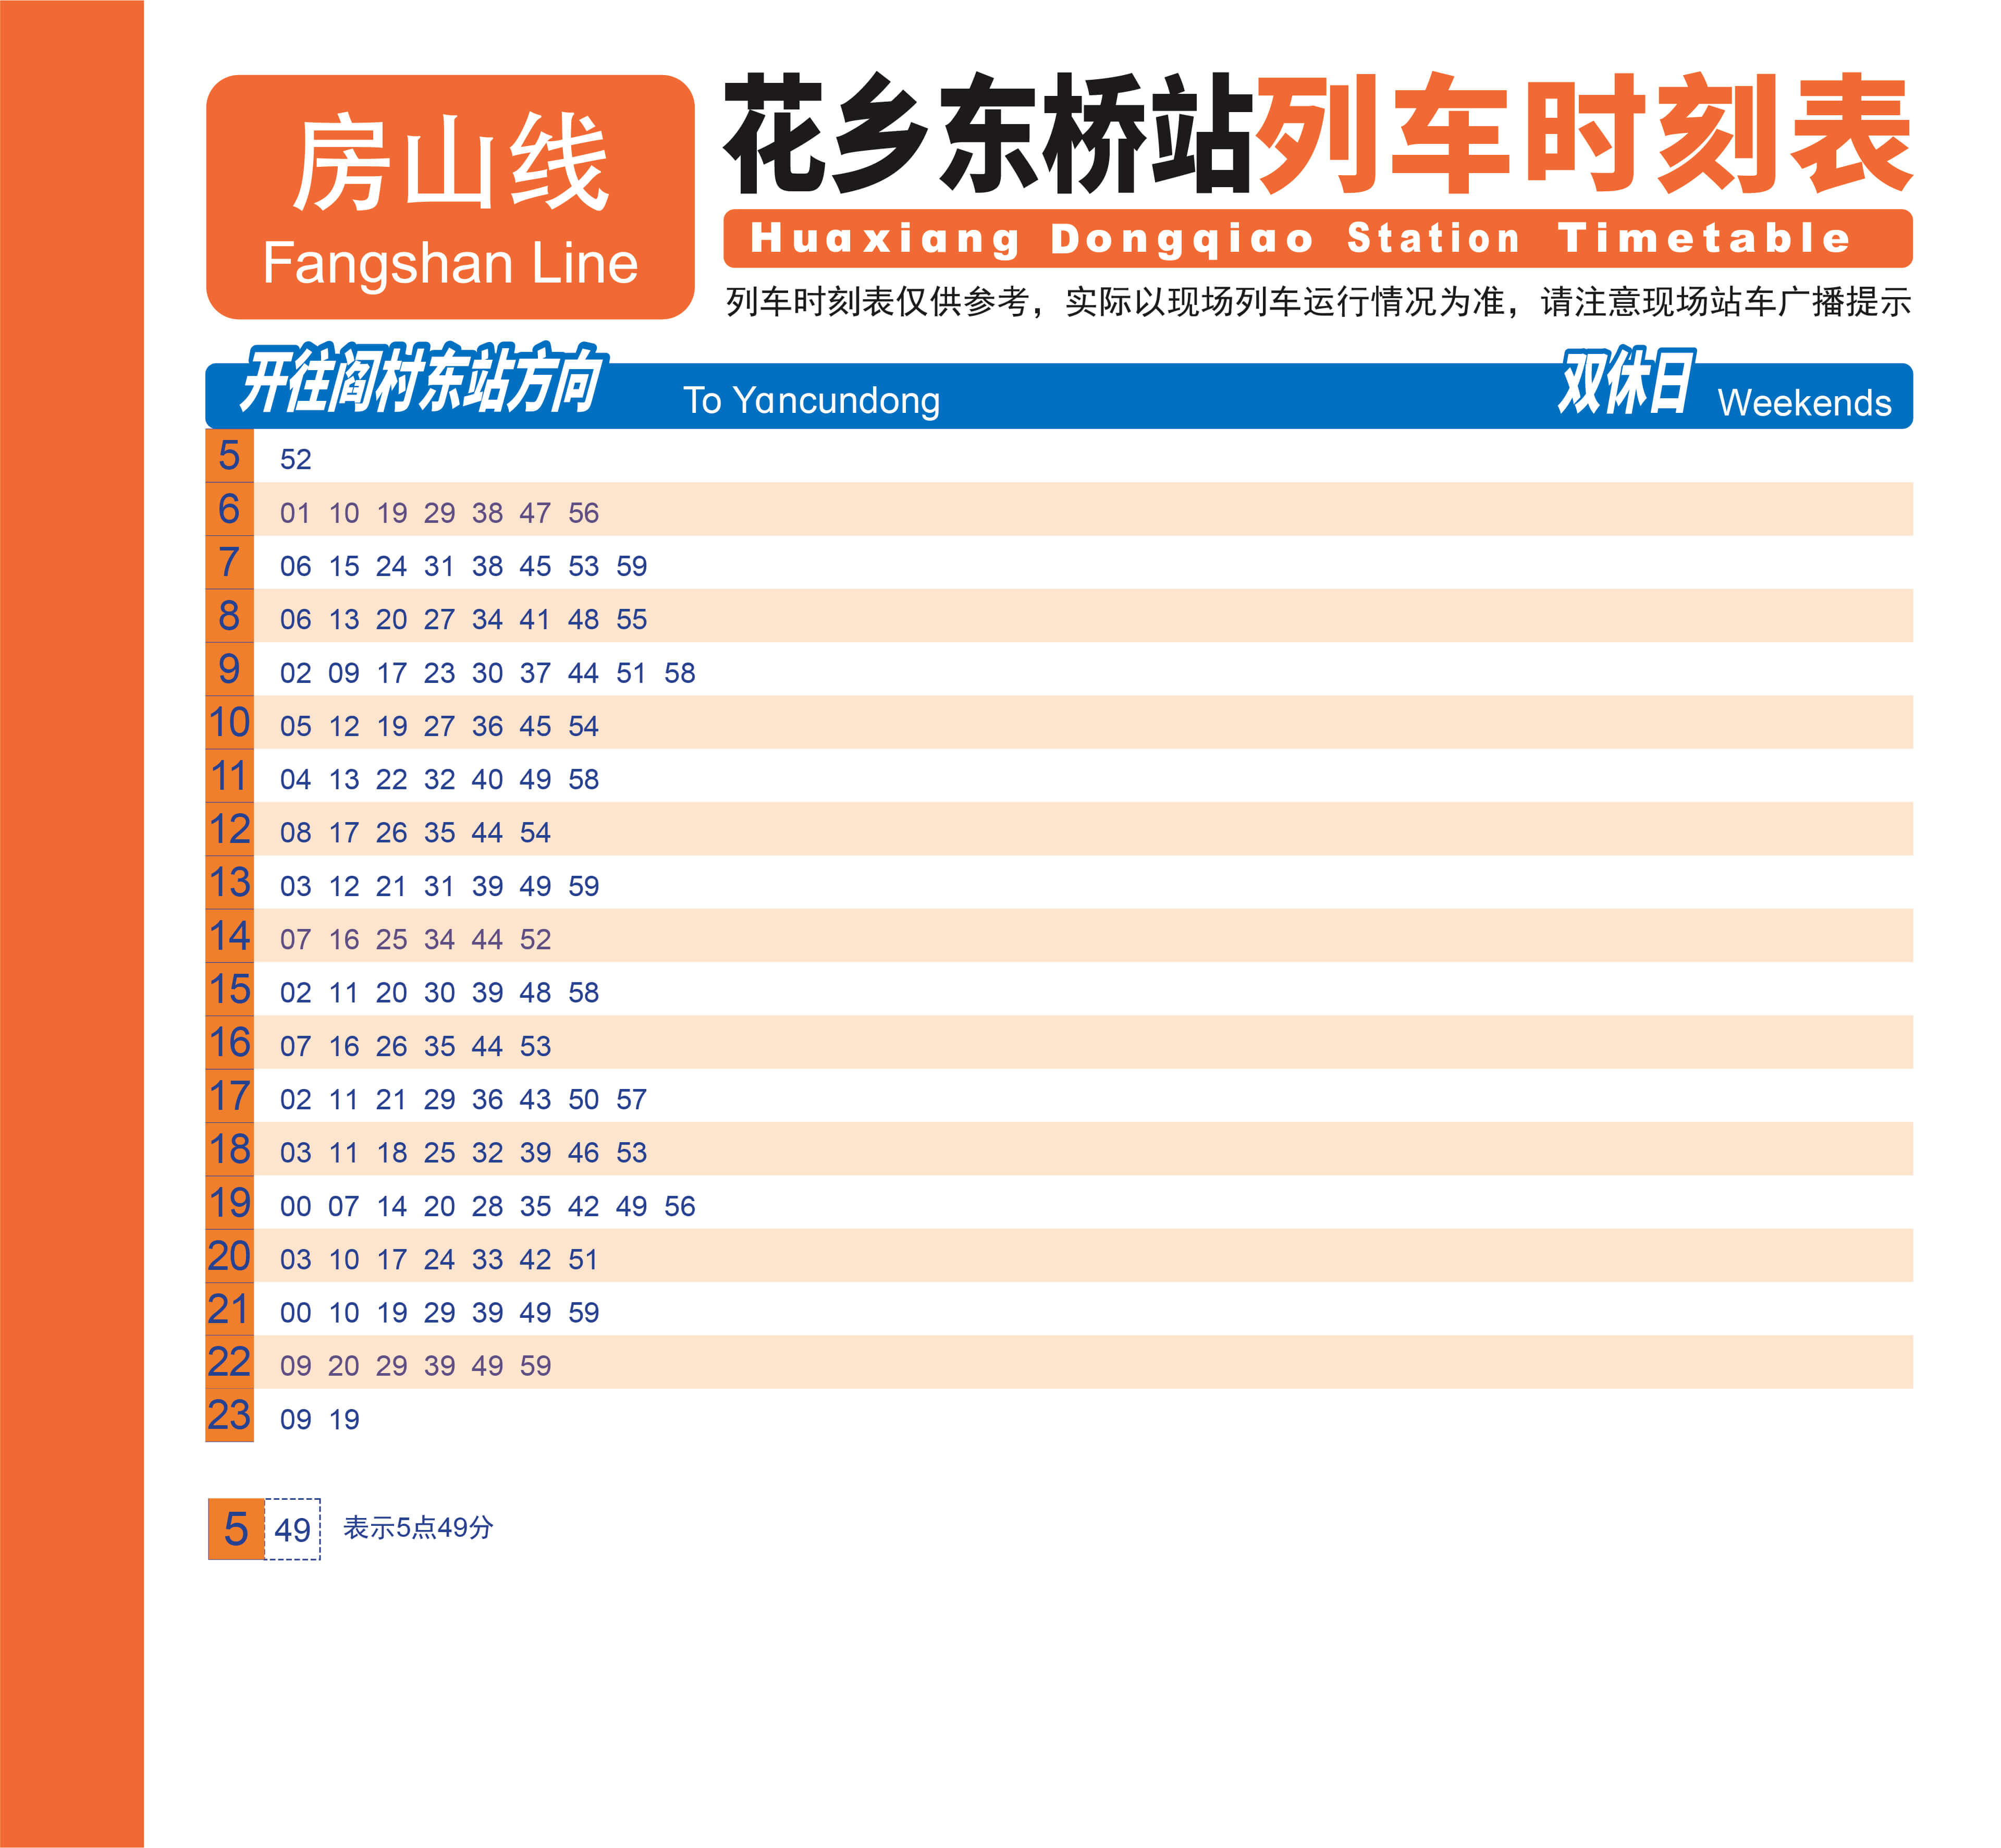 房山线
Fangshan Line
花乡东桥站列车时刻表
Huaxiang Dongqiao Station Timetable
列车时刻表仅供参考，实际以现场列车运行情况为准，请注意现场站车广播提示
开往阎村东站方向 To Yancundong 双休日 Weekends
5 52
6 01 10 19 29 38 47 56
7 06 15 24 31 38 45 53 59
8 06 13 20 27 34 41 48 55
9 02 09 17 23 30 37 44 51 58
10 05 12 19 27 36 45 54
11 04 13 22 32 40 49 58
12 08 17 26 35 44 54
13 03 12 21 31 39 49 59
14 07 16 25 34 44 52
15 02 11 20 30 39 48 58
16 07 16 26 35 44 53
17 02 11 21 29 36 43 50 57
18 03 11 18 25 32 39 46 53
19 00 07 14 20 28 35 42 49 56
20 03 10 17 24 33 42 51
21 00 10 19 29 39 49 59
22 09 20 29 39 49 59
23 09 19
5 49 表示5点49分